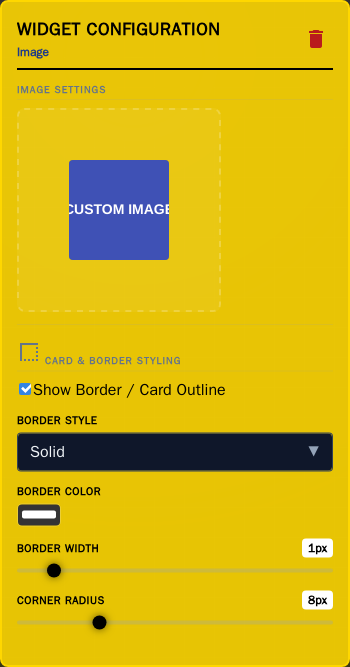 WIDGET CONFIGURATION
Image
IMAGE SETTINGS
CUSTOM IMAGE
CARD & BORDER STYLING
Show Border / Card Outline
BORDER STYLE
Solid
BORDER COLOR
BORDER WIDTH 1px
CORNER RADIUS 8px